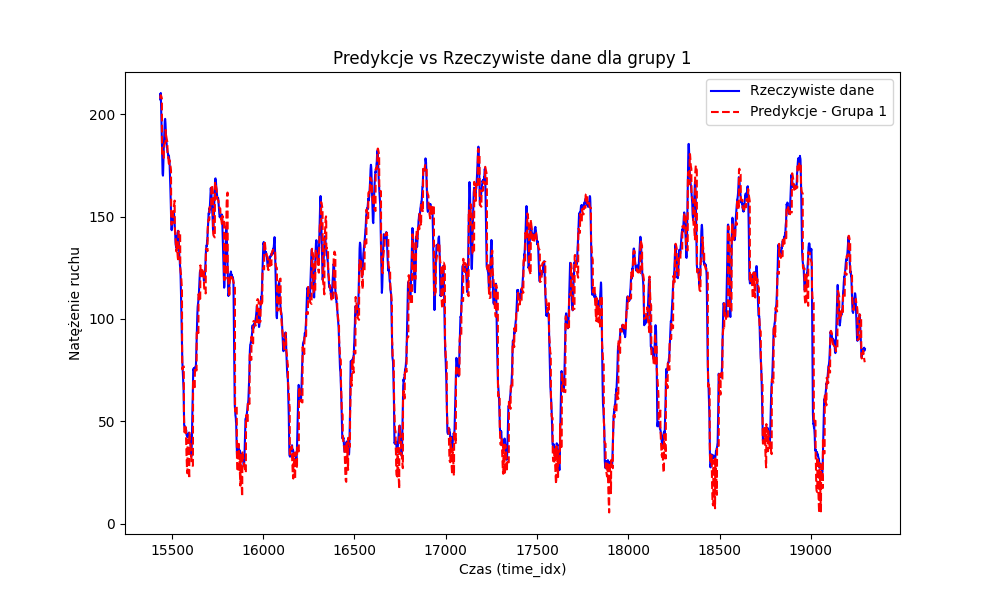 Predykcje vs Rzeczywiste dane dla grupy 1
Rzeczywiste dane
Predykcje - Grupa 1
Natężenie ruchu
200
150
100
50
0
15500 16000 16500 17000 17500 18000 18500 19000
Czas (time_idx)